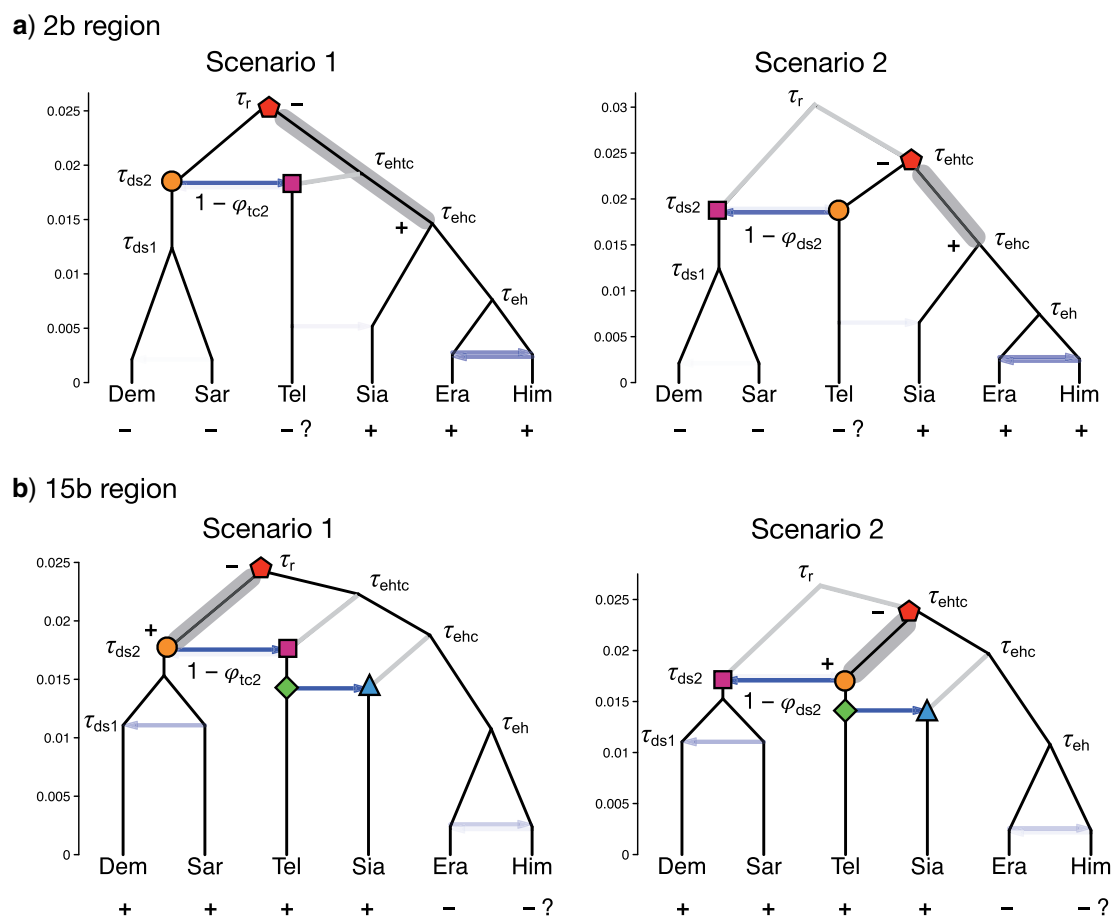 a) 2b region
Scenario 1
Scenario 2
τr
−
0.025
0.02
0.015
0.01
0.005
0
τehtc
τds2
1 − φtc2
τehc
+
τds1
τeh
Dem Sar Tel Sia Era Him
− − − ? + + +
τr
0.03
0.025
0.02
0.015
0.01
0.005
0
−
τehtc
τds2
1 − φds2
+
τehc
τds1
τeh
Dem Sar Tel Sia Era Him
− − − ? + + +
b) 15b region
Scenario 1
Scenario 2
−
τr
0.025
0.02
0.015
0.01
0.005
0
τehtc
+
τehc
τds2
1 − φtc2
τds1
τeh
Dem Sar Tel Sia Era Him
+ + + + − − ?
τr
0.025
0.02
0.015
0.01
0.005
0
−
τehtc
τehc
+
τds2
1 − φds2
τds1
τeh
Dem Sar Tel Sia Era Him
+ + + + − − ?